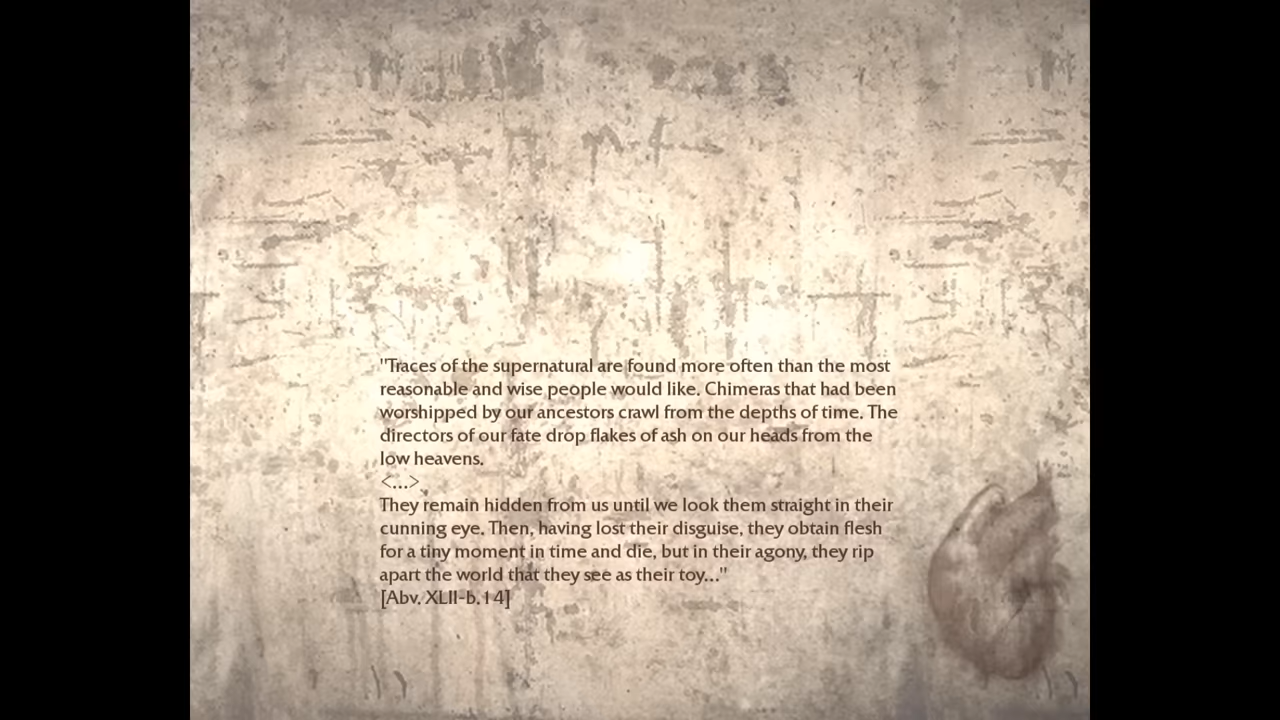 "Traces of the supernatural are found more often than the most
reasonable and wise people would like. Chimeras that had been
worshipped by our ancestors crawl from the depths of time. The
directors of our fate drop flakes of ash on our heads from the
low heavens.
<...>
They remain hidden from us until we look them straight in their
cunning eye. Then, having lost their disguise, they obtain flesh
for a tiny moment in time and die, but in their agony, they rip
apart the world that they see as their toy..."
[Abv. XLII-b.14]